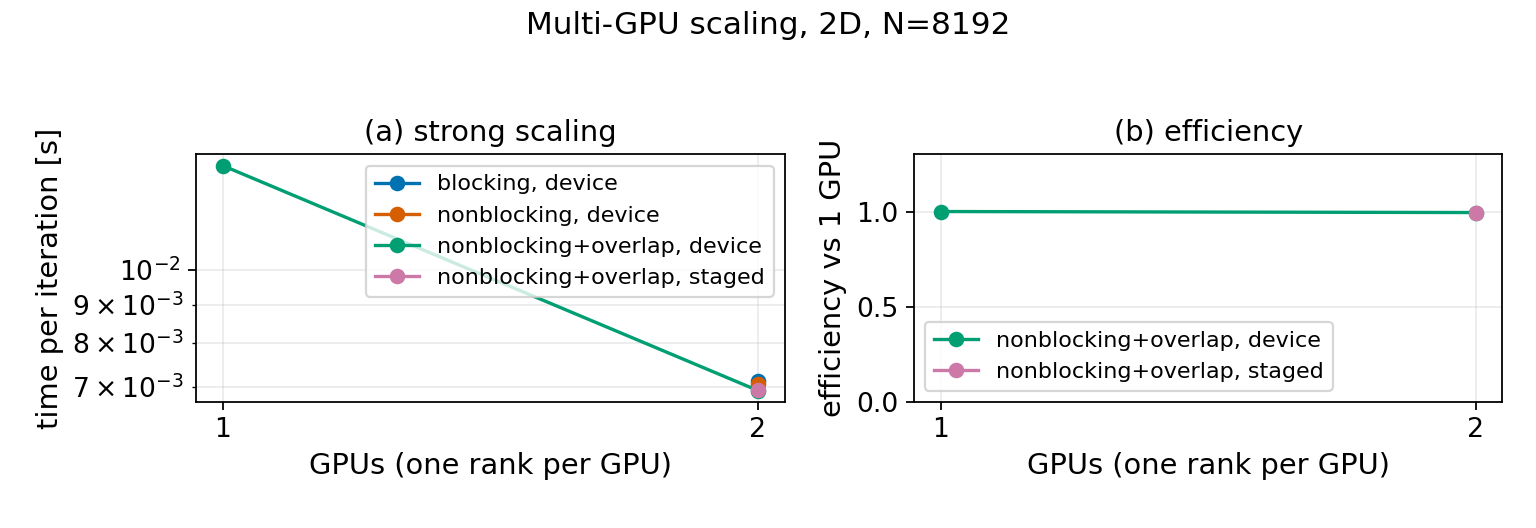 Multi-GPU scaling, 2D, N=8192
(a) strong scaling
time per iteration [s]
10⁻²
9 × 10⁻³
8 × 10⁻³
7 × 10⁻³
blocking, device
nonblocking, device
nonblocking+overlap, device
nonblocking+overlap, staged
1
2
GPUs (one rank per GPU)
(b) efficiency
efficiency vs 1 GPU
1.0
0.5
0.0
nonblocking+overlap, device
nonblocking+overlap, staged
1
2
GPUs (one rank per GPU)